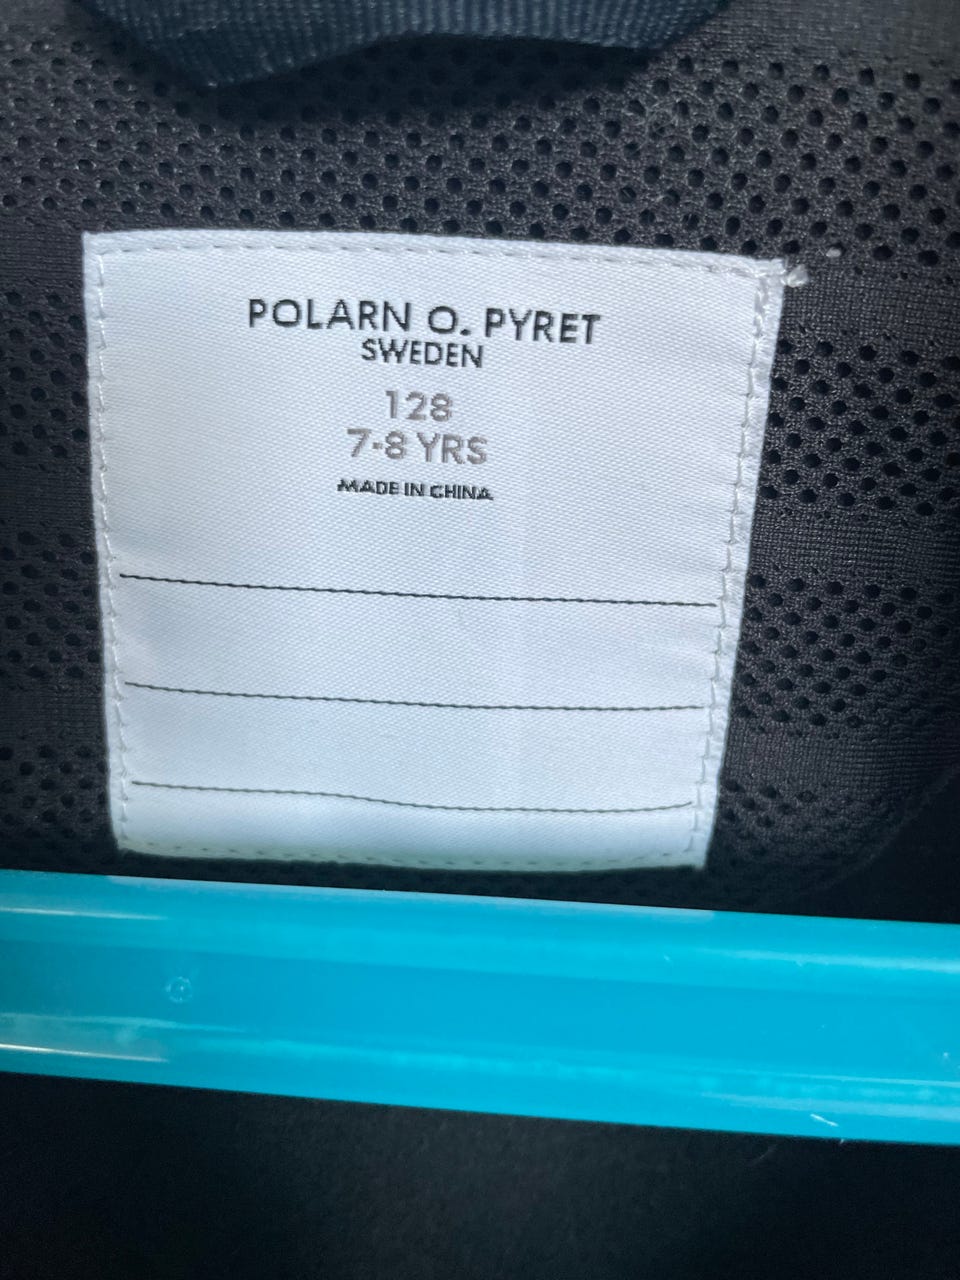 POLARN O. PYRET
SWEDEN
128
7-8 YRS
MADE IN CHINA